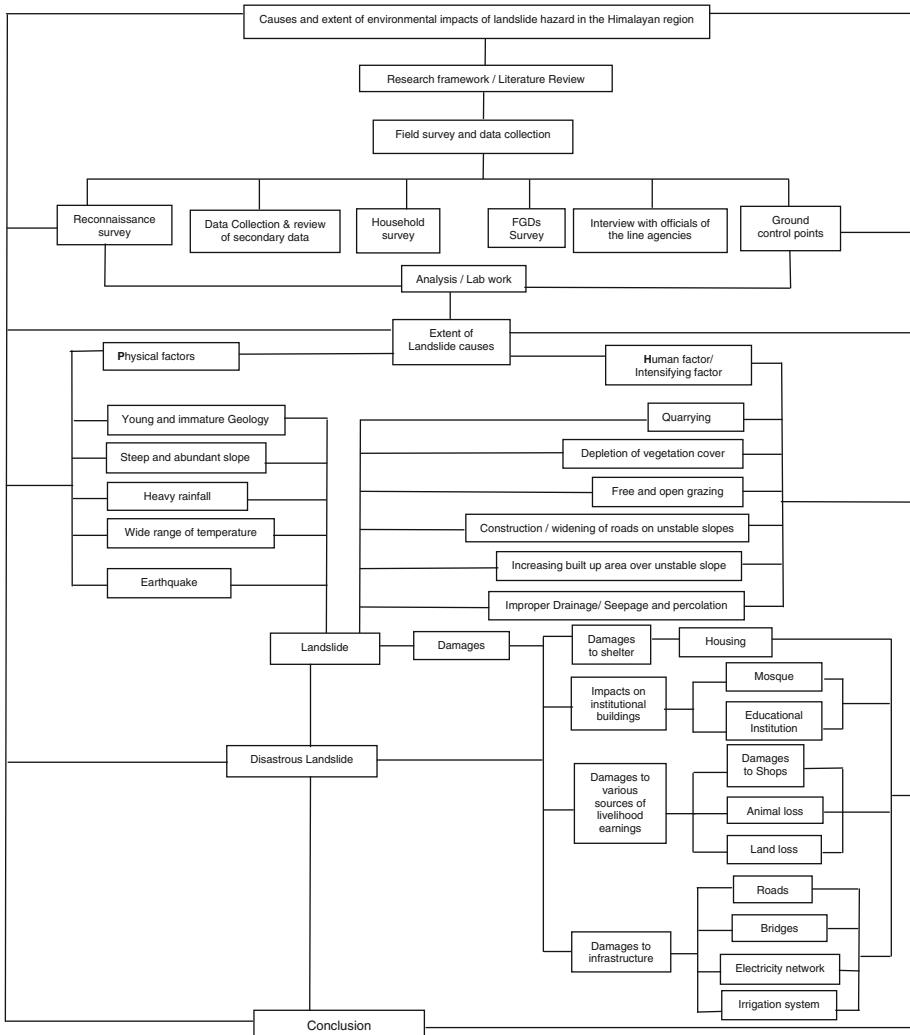 Causes and extent of environmental impacts of landslide hazard in the Himalayan region
Research framework / Literature Review
Field survey and data collection
Reconnaissance
survey
Data Collection & review
of secondary data
Household
survey
FGDs
Survey
Interview with officials of
the line agencies
Ground
control points
Analysis / Lab work
Extent of
Landslide causes
Physical factors
Human factor/
Intensifying factor
Young and immature Geology
Steep and abundant slope
Heavy rainfall
Wide range of temperature
Earthquake
Quarrying
Depletion of vegetation cover
Free and open grazing
Construction / widening of roads on unstable slopes
Increasing built up area over unstable slope
Improper Drainage/ Seepage and percolation
Landslide
Damages
Damages
to shelter
Housing
Impacts on
institutional
buildings
Mosque
Educational
Institution
Disastrous Landslide
Damages to
various
sources of
livelihood
earnings
Damages
to Shops
Animal loss
Land loss
Damages to
infrastructure
Roads
Bridges
Electricity network
Irrigation system
Conclusion